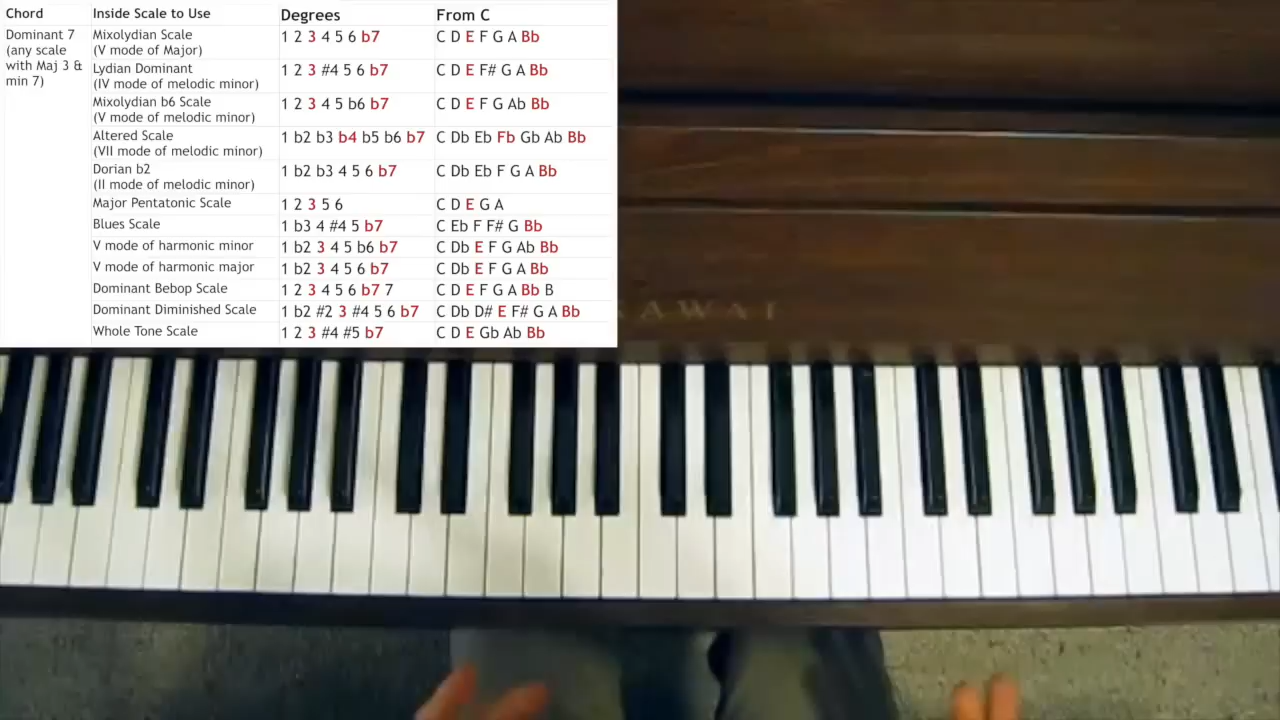 Chord Inside Scale to Use Degrees From C
Dominant 7 (any scale with Maj 3 & min 7)
Mixolydian Scale (V mode of Major) 1 2 3 4 5 6 b7 C D E F G A Bb
Lydian Dominant (IV mode of melodic minor) 1 2 3 #4 5 6 b7 C D E F# G A Bb
Mixolydian b6 Scale (V mode of melodic minor) 1 2 3 4 5 b6 b7 C D E F G Ab Bb
Altered Scale (VII mode of melodic minor) 1 b2 b3 b4 b5 b6 b7 C Db Eb Fb Gb Ab Bb
Dorian b2 (II mode of melodic minor) 1 b2 b3 4 5 6 b7 C Db Eb F G A Bb
Major Pentatonic Scale 1 2 3 5 6 C D E G A
Blues Scale 1 b3 4 #4 5 b7 C Eb F F# G Bb
V mode of harmonic minor 1 b2 3 4 5 b6 b7 C Db E F G Ab Bb
V mode of harmonic major 1 b2 3 4 5 6 b7 C Db E F G A Bb
Dominant Bebop Scale 1 2 3 4 5 6 b7 7 C D E F G A Bb B
Dominant Diminished Scale 1 b2 #2 3 #4 5 6 b7 C Db D# E F# G A Bb
Whole Tone Scale 1 2 3 #4 #5 b7 C D E Gb Ab Bb
KAWAI